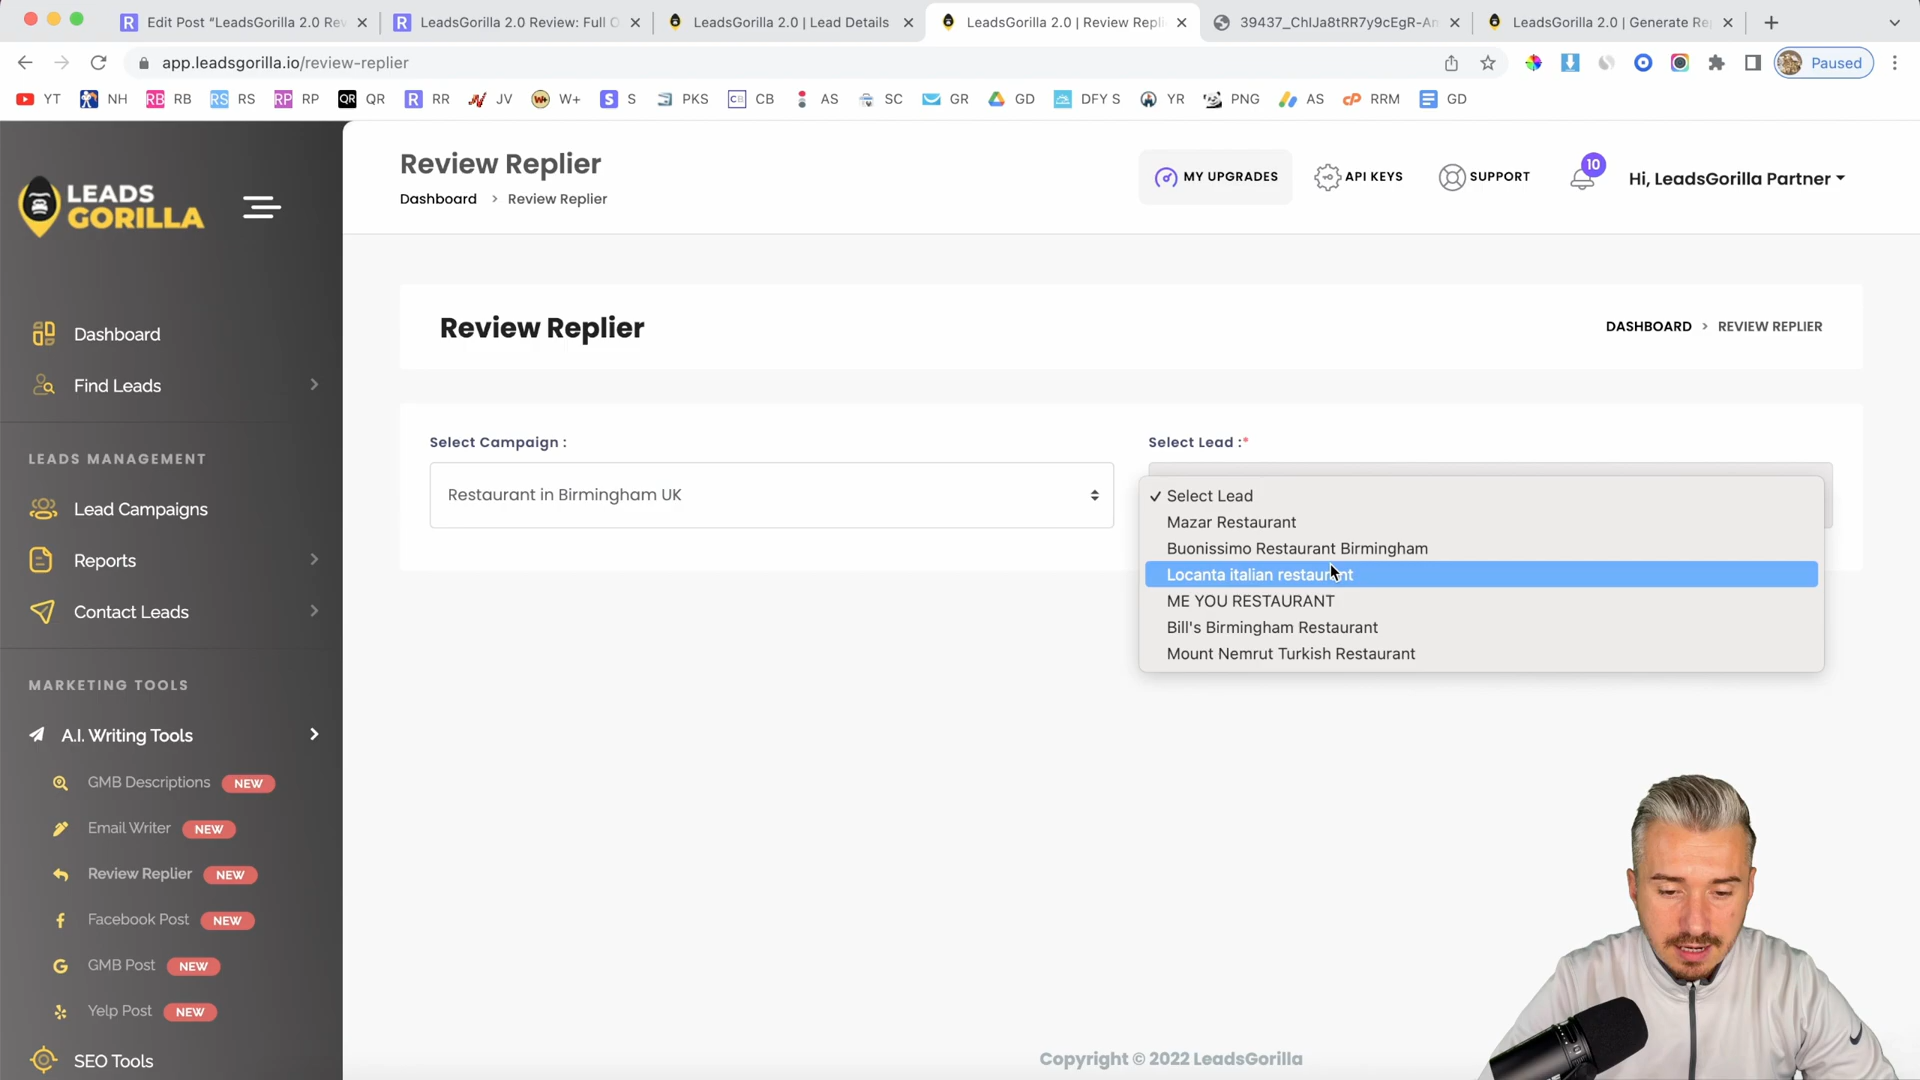 Edit Post “LeadsGorilla 2.0 Rev
LeadsGorilla 2.0 Review: Full O
LeadsGorilla 2.0 | Lead Details
LeadsGorilla 2.0 | Review Repli
39437_ChIJa8tRR7y9cEgR-An
LeadsGorilla 2.0 | Generate Re
app.leadsgorilla.io/review-replier
Paused
YT
NH
RB RB
RS RS
RP RP
QR QR
R RR
JV
W+
S S
PKS
CB CB
AS
SC
GR
GD
DFY S
YR
PNG
AS
RRM
GD
LEADS
GORILLA
Review Replier
Dashboard > Review Replier
MY UPGRADES
API KEYS
SUPPORT
10
Hi, LeadsGorilla Partner
Dashboard
Find Leads
LEADS MANAGEMENT
Lead Campaigns
Reports
Contact Leads
MARKETING TOOLS
A.I. Writing Tools
GMB Descriptions NEW
Email Writer NEW
Review Replier NEW
Facebook Post NEW
GMB Post NEW
Yelp Post NEW
SEO Tools
Review Replier
DASHBOARD > REVIEW REPLIER
Select Campaign :
Restaurant in Birmingham UK
Select Lead :*
✓ Select Lead
Mazar Restaurant
Buonissimo Restaurant Birmingham
Locanta italian restaurant
ME YOU RESTAURANT
Bill's Birmingham Restaurant
Mount Nemrut Turkish Restaurant
Copyright © 2022 LeadsGorilla